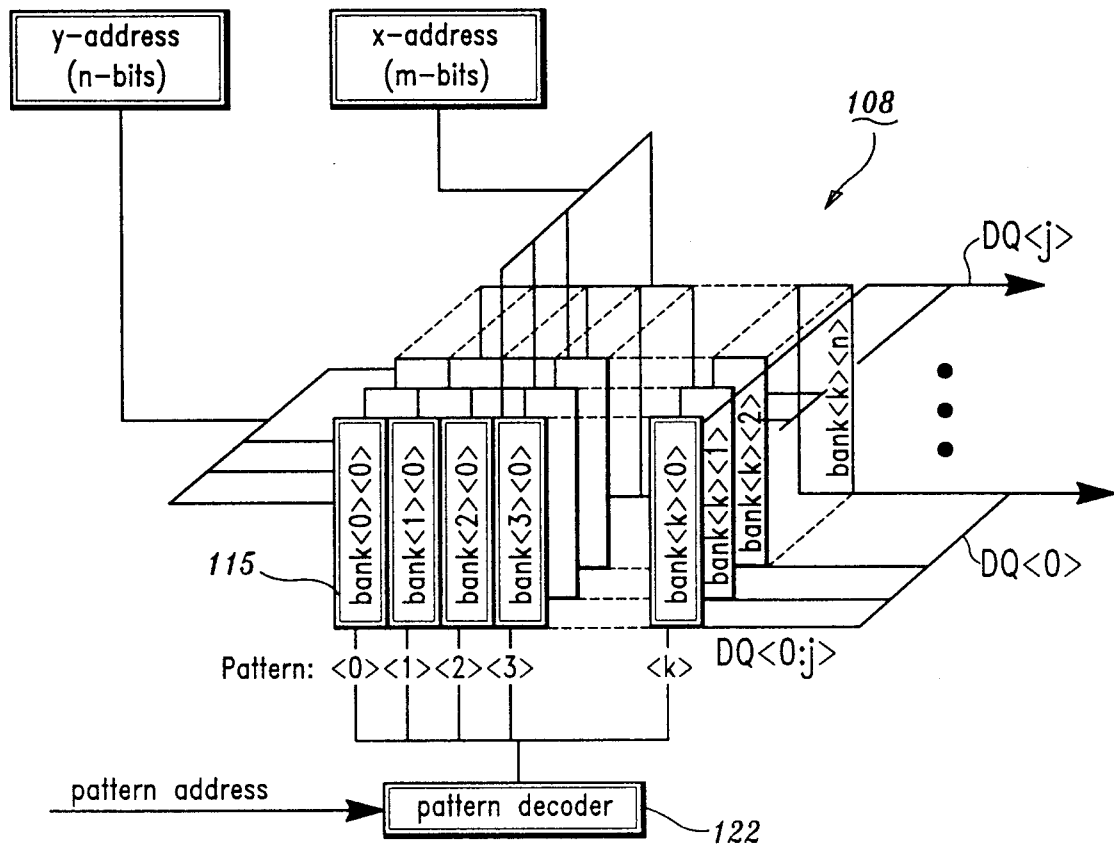 y-address
(n-bits)
x-address
(m-bits)
108
DQ<j>
bank<0><0>
bank<1><0>
bank<2><0>
bank<3><0>
bank<k><0>
bank<k><1>
bank<k><2>
bank<k><n>
115
DQ<0>
DQ<0:j>
Pattern: <0> <1> <2> <3> <k>
pattern address
pattern decoder
122